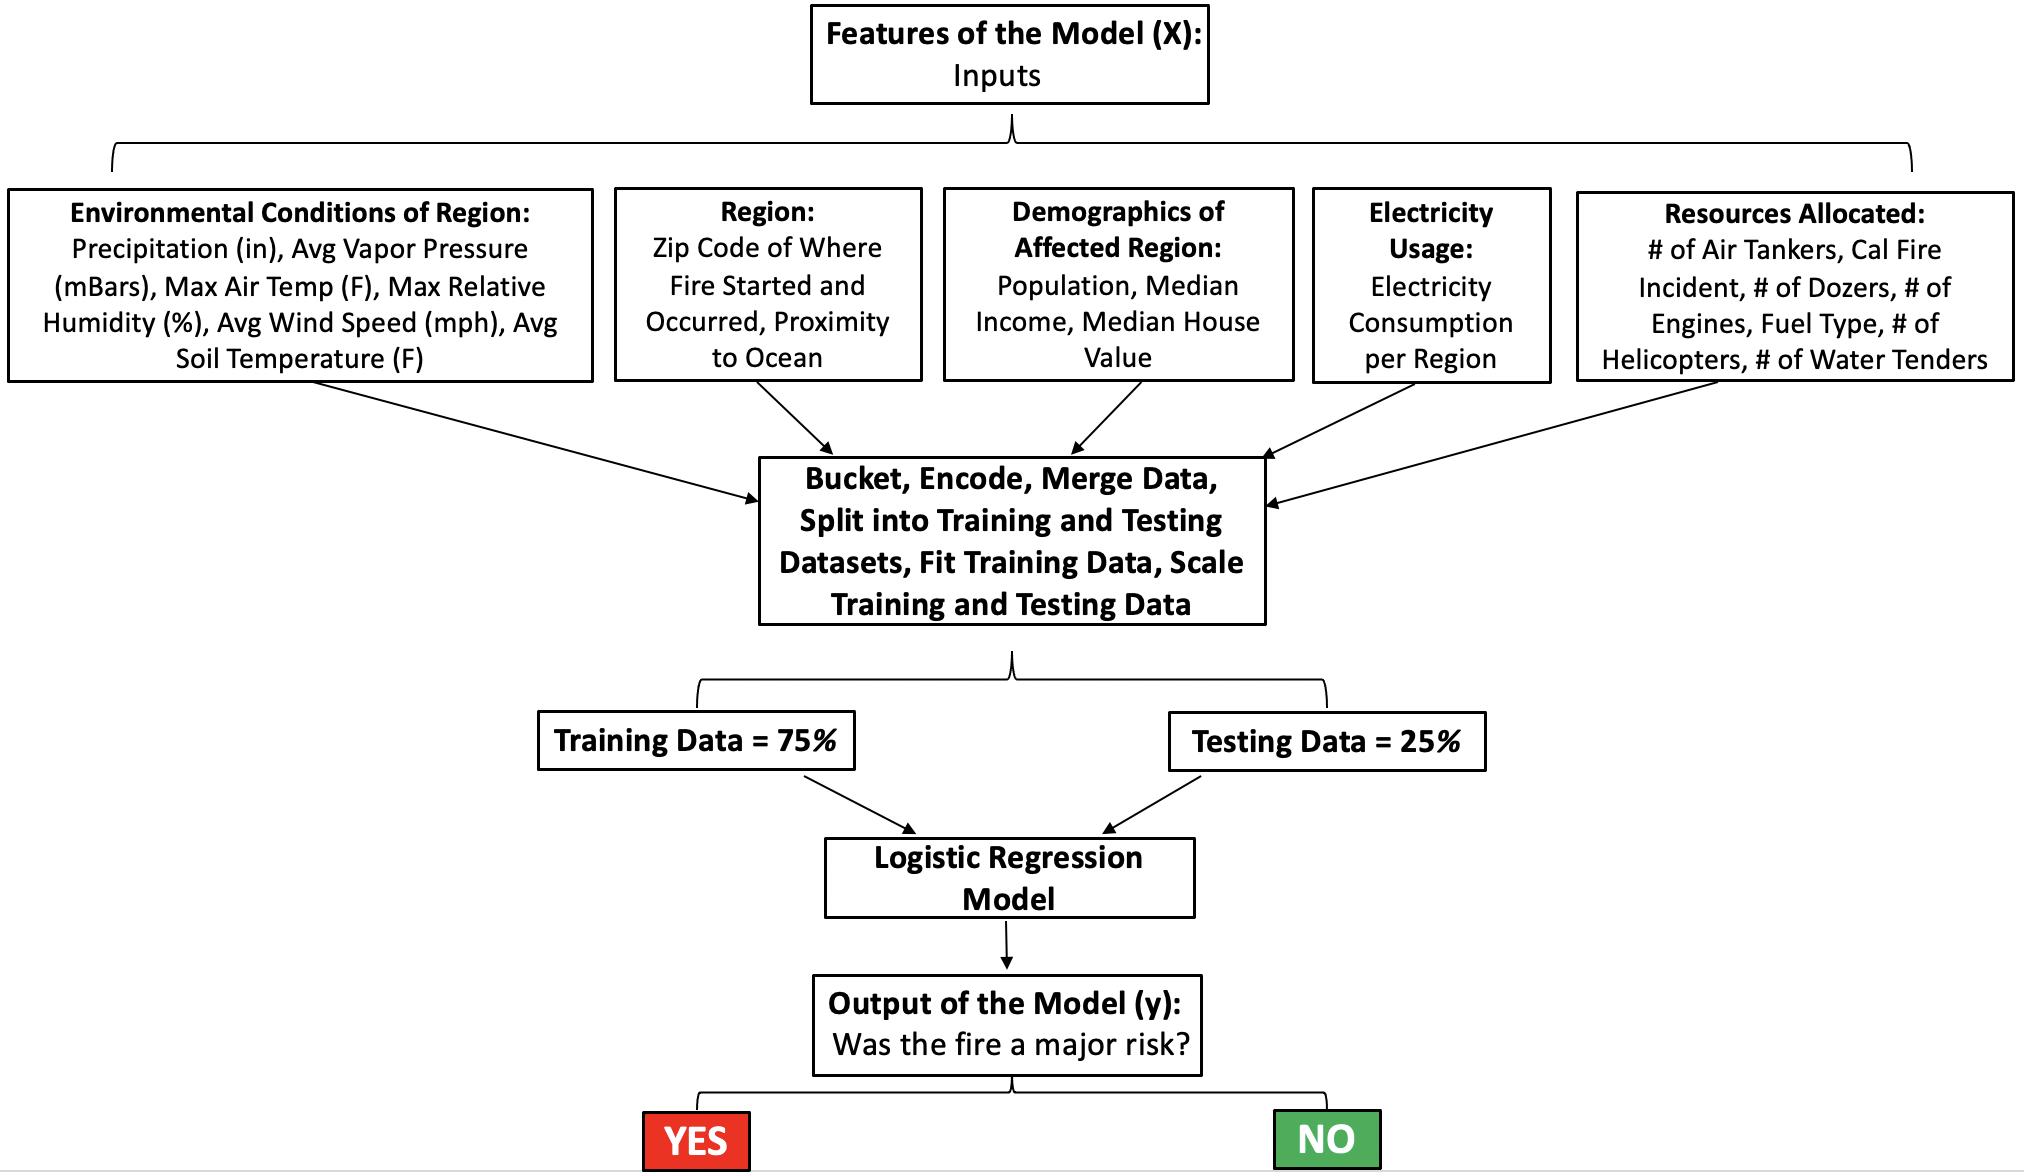 Features of the Model (X):
Inputs
Environmental Conditions of Region:
Precipitation (in), Avg Vapor Pressure
(mBars), Max Air Temp (F), Max Relative
Humidity (%), Avg Wind Speed (mph), Avg
Soil Temperature (F)
Region:
Zip Code of Where
Fire Started and
Occurred, Proximity
to Ocean
Demographics of
Affected Region:
Population, Median
Income, Median House
Value
Electricity
Usage:
Electricity
Consumption
per Region
Resources Allocated:
# of Air Tankers, Cal Fire
Incident, # of Dozers, # of
Engines, Fuel Type, # of
Helicopters, # of Water Tenders
Bucket, Encode, Merge Data,
Split into Training and Testing
Datasets, Fit Training Data, Scale
Training and Testing Data
Training Data = 75%
Testing Data = 25%
Logistic Regression
Model
Output of the Model (y):
Was the fire a major risk?
YES
NO